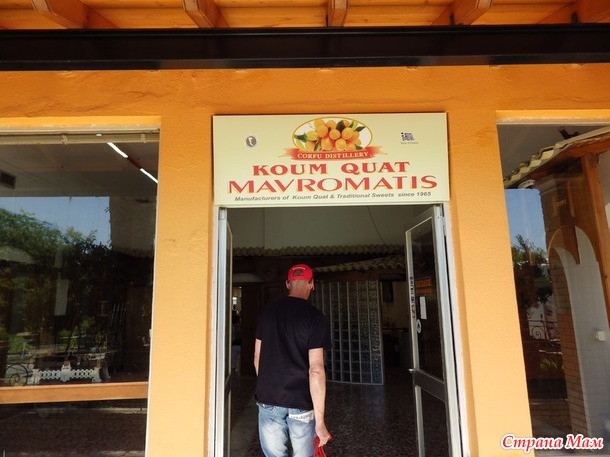 CORFU DISTILLERY
KOUM QUAT
MAVROMATIS
Manufacturers of Koum Quat & Traditional Sweets since 1965
Страна Мам